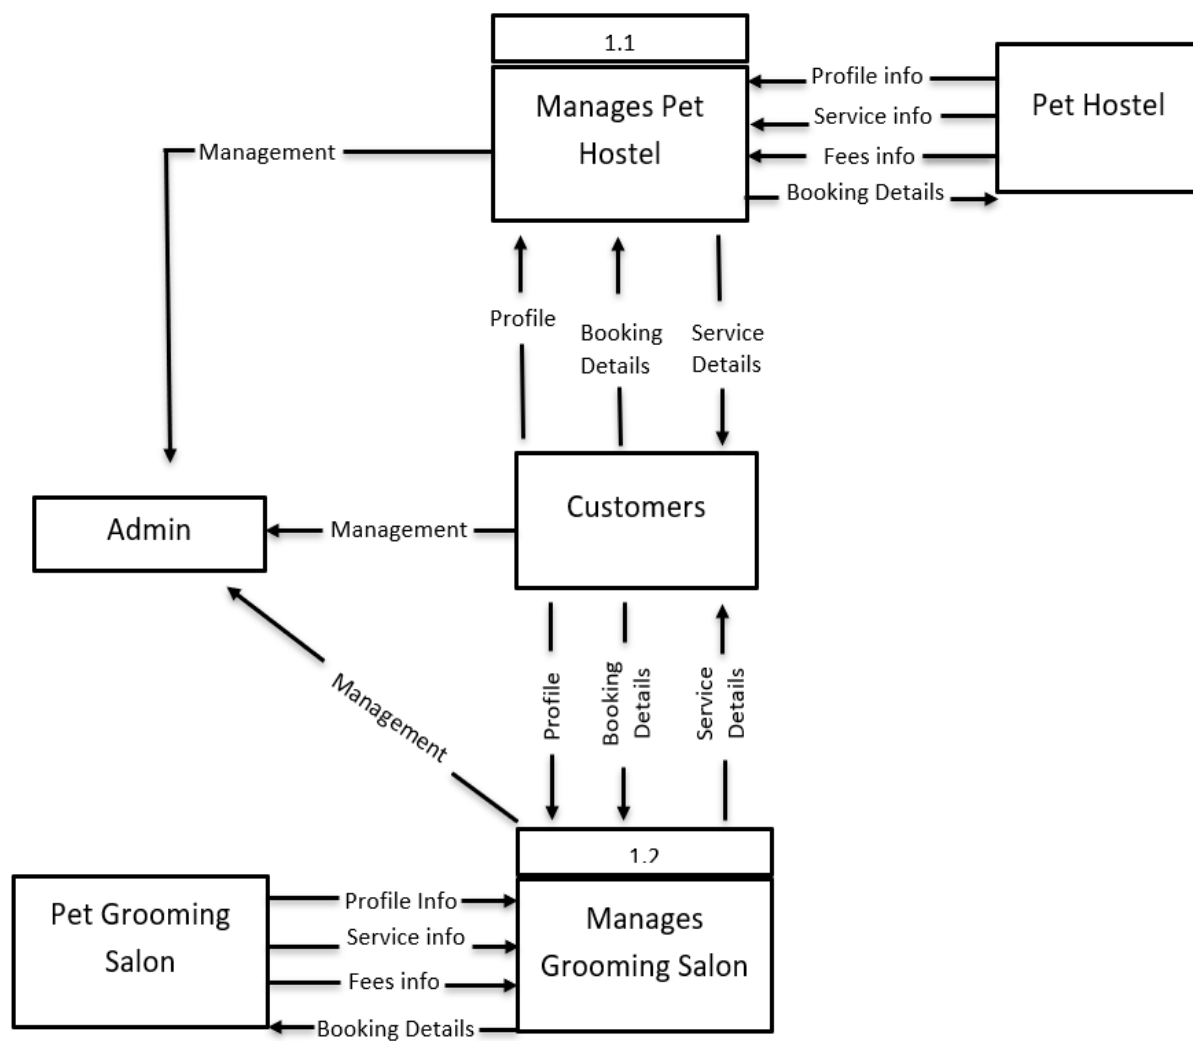 1.1
Manages Pet
Hostel
Profile info
Service info
Fees info
Booking Details
Pet Hostel
Management
Profile
Booking
Details
Service
Details
Admin
Management
Customers
Management
Profile
Booking
Details
Service
Details
1.2
Pet Grooming
Salon
Profile Info
Service info
Fees info
Booking Details
Manages
Grooming Salon